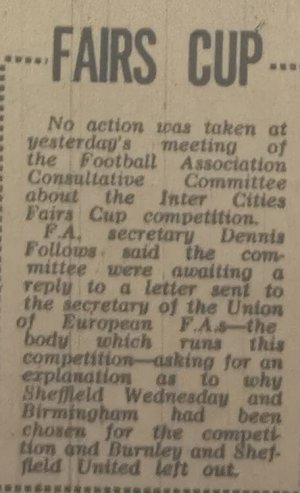 FAIRS CUP
No action was taken at
yesterday's meeting of
the Football Association
Consultative Committee
about the Inter Cities
Fairs Cup competition.
F.A. secretary Dennis
Follows said the com-
mittee were awaiting a
reply to a letter sent to
the secretary of the Union
of European F.A.s—the
body which runs this
competition—asking for an
explanation as to why
Sheffield Wednesday and
Birmingham had been
chosen for the competi-
tion and Burnley and Shef-
field United left out.